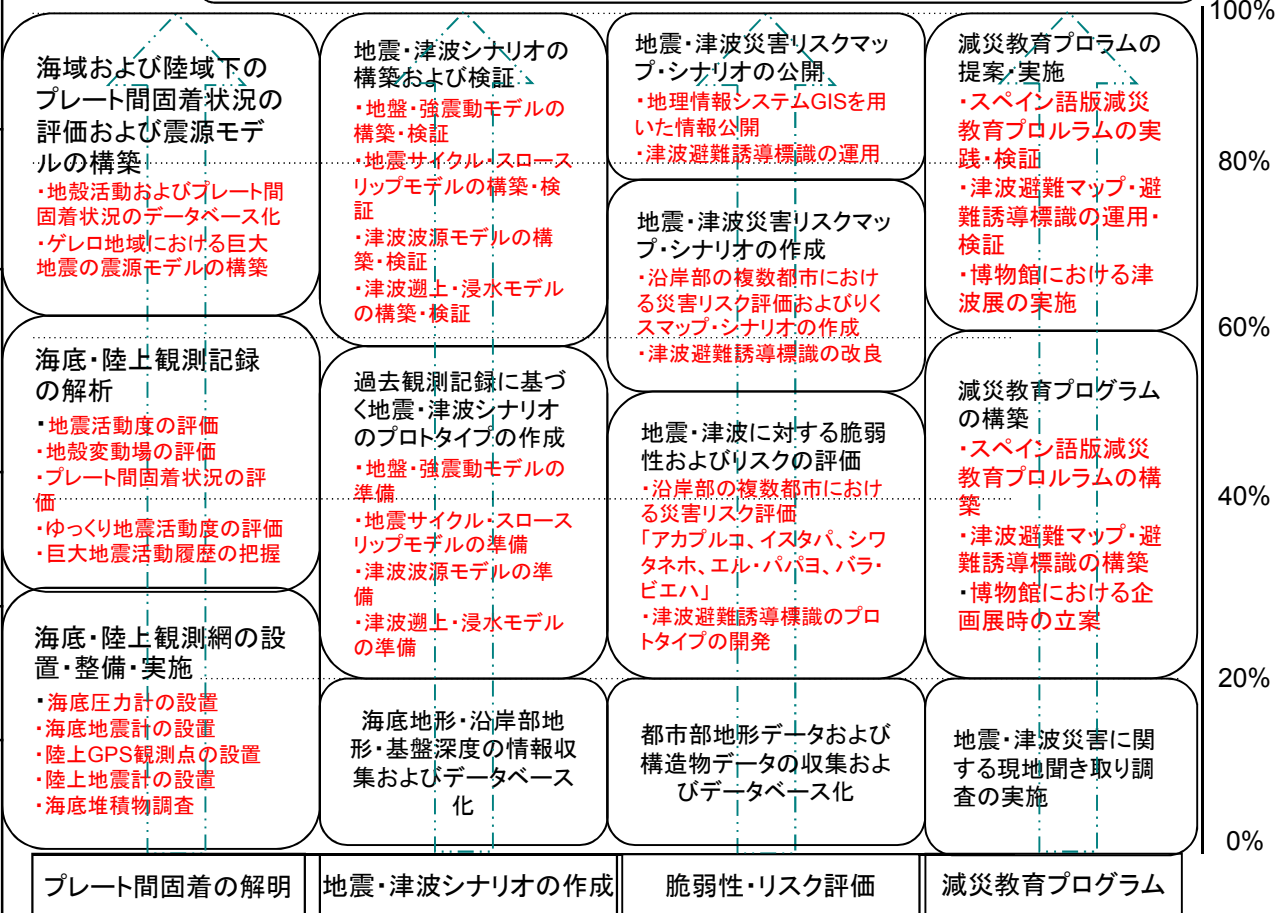 海域および陸域下の
プレート間固着状況の
評価および震源モデ
ルの構築
・地殻活動およびプレート間
固着状況のデータベース化
・ゲレロ地域における巨大
地震の震源モデルの構築
海底・陸上観測記録
の解析
・地震活動度の評価
・地殻変動場の評価
・プレート間固着状況の評
価
・ゆっくり地震活動度の評価
・巨大地震活動履歴の把握
海底・陸上観測網の設
置・整備・実施
・海底圧力計の設置
・海底地震計の設置
・陸上GPS観測点の設置
・陸上地震計の設置
・海底堆積物調査
プレート間固着の解明
地震・津波シナリオの
構築および検証
・地盤・強震動モデルの
構築・検証
・地震サイクル・スロース
リップモデルの構築・検
証
・津波波源モデルの構
築・検証
・津波遡上・浸水モデル
の構築・検証
過去観測記録に基づ
く地震・津波シナリオ
のプロトタイプの作成
・地盤・強震動モデルの
準備
・地震サイクル・スロース
リップモデルの準備
・津波波源モデルの準
備
・津波遡上・浸水モデル
の準備
海底地形・沿岸部地
形・基盤深度の情報収
集およびデータベース
化
地震・津波シナリオの作成
地震・津波災害リスクマッ
プ・シナリオの公開
・地理情報システムGISを用
いた情報公開
・津波避難誘導標識の運用
地震・津波災害リスクマッ
プ・シナリオの作成
・沿岸部の複数都市におけ
る災害リスク評価およびりく
スマップ・シナリオの作成
・津波避難誘導標識の改良
地震・津波に対する脆弱
性およびリスクの評価
・沿岸部の複数都市におけ
る災害リスク評価
「アカプルコ、イスタパ、シワ
タネホ、エル・パパヨ、バラ・
ビエハ」
・津波避難誘導標識のプロ
トタイプの開発
都市部地形データおよび
構造物データの収集およ
びデータベース化
脆弱性・リスク評価
減災教育プロラムの
提案・実施
・スペイン語版減災
教育プロルラムの実
践・検証
・津波避難マップ・避
難誘導標識の運用・
検証
・博物館における津
波展の実施
減災教育プログラム
の構築
・スペイン語版減災
教育プロルラムの構
築
・津波避難マップ・避
難誘導標識の構築
・博物館における企
画展時の立案
地震・津波災害に関
する現地聞き取り調
査の実施
減災教育プログラム
100%
80%
60%
40%
20%
0%